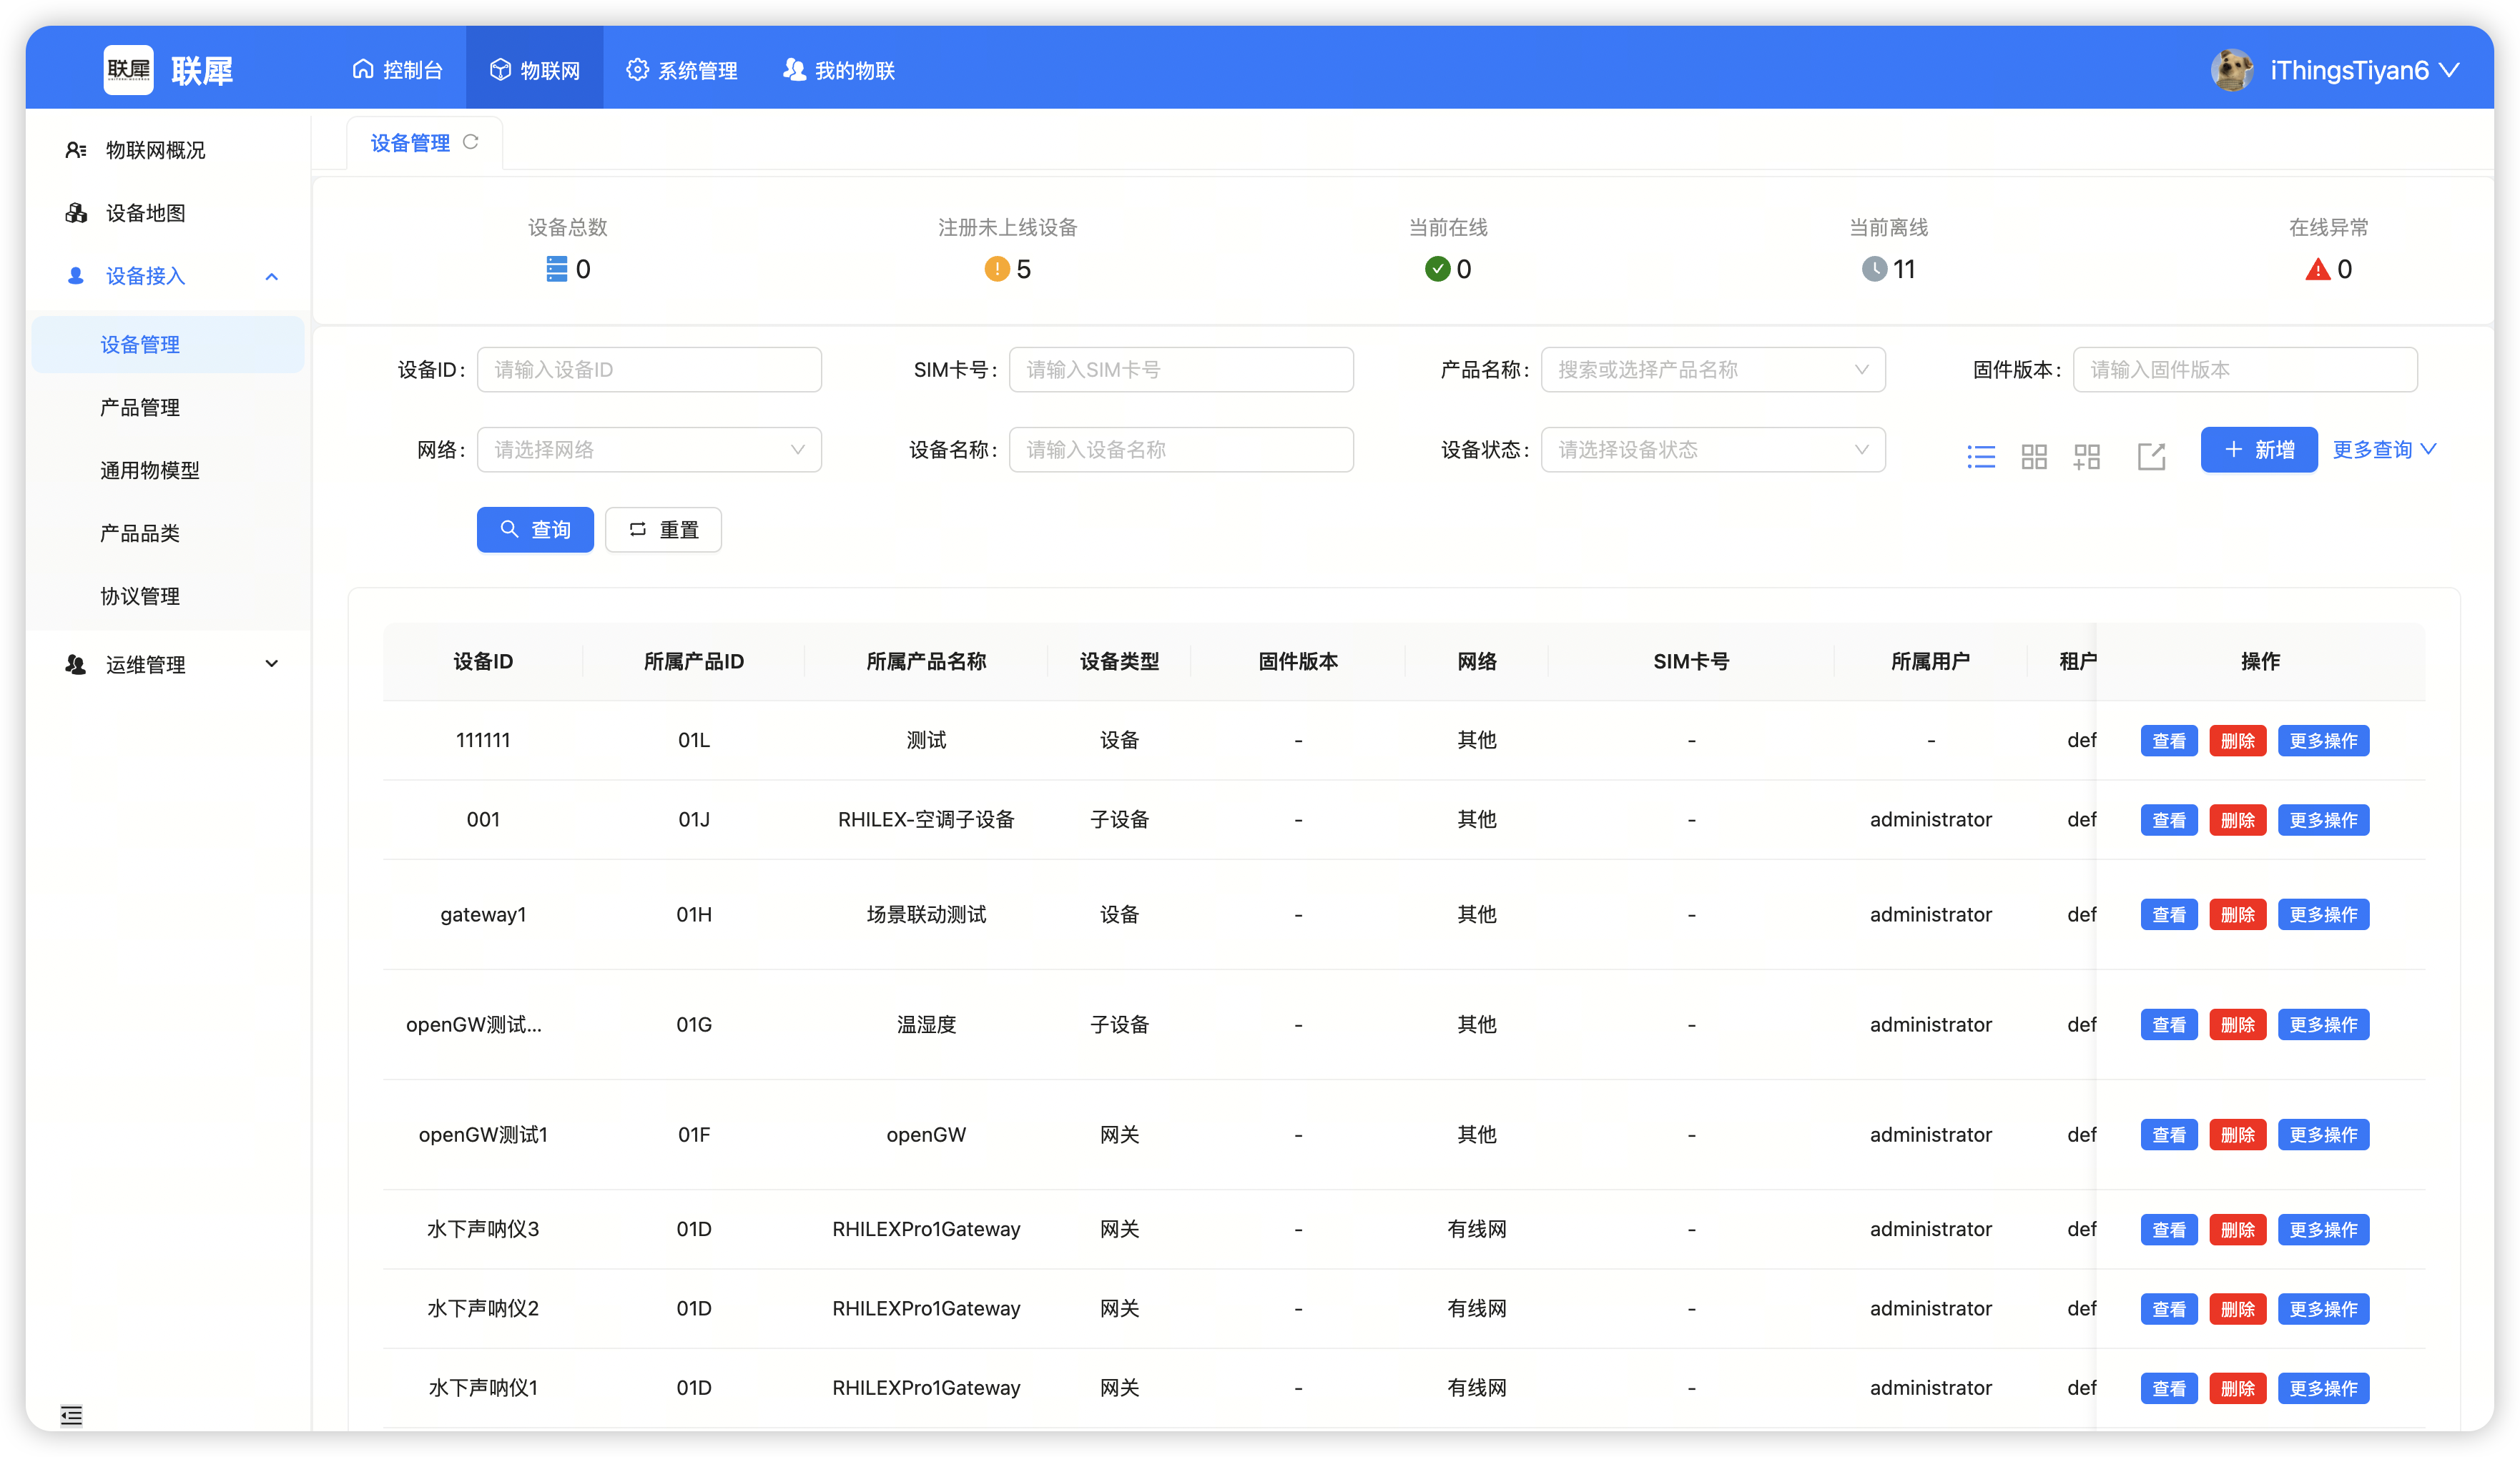 联犀 联犀 控制台 物联网 系统管理 我的物联 iThingsTiyan6
物联网概况
设备地图
设备接入
设备管理
产品管理
通用物模型
产品品类
协议管理
运维管理
设备管理
设备总数 注册未上线设备 当前在线 当前离线 在线异常
0 5 0 11 0
设备ID: 请输入设备ID SIM卡号: 请输入SIM卡号 产品名称: 搜索或选择产品名称 固件版本: 请输入固件版本
网络: 请选择网络 设备名称: 请输入设备名称 设备状态: 请选择设备状态 新增 更多查询
查询 重置
设备ID 所属产品ID 所属产品名称 设备类型 固件版本 网络 SIM卡号 所属用户 租户 操作
111111 01L 测试 设备 - 其他 - - def 查看 删除 更多操作
001 01J RHILEX-空调子设备 子设备 - 其他 - administrator def 查看 删除 更多操作
gateway1 01H 场景联动测试 设备 - 其他 - administrator def 查看 删除 更多操作
openGW测试... 01G 温湿度 子设备 - 其他 - administrator def 查看 删除 更多操作
openGW测试1 01F openGW 网关 - 其他 - administrator def 查看 删除 更多操作
水下声呐仪3 01D RHILEXPro1Gateway 网关 - 有线网 - administrator def 查看 删除 更多操作
水下声呐仪2 01D RHILEXPro1Gateway 网关 - 有线网 - administrator def 查看 删除 更多操作
水下声呐仪1 01D RHILEXPro1Gateway 网关 - 有线网 - administrator def 查看 删除 更多操作